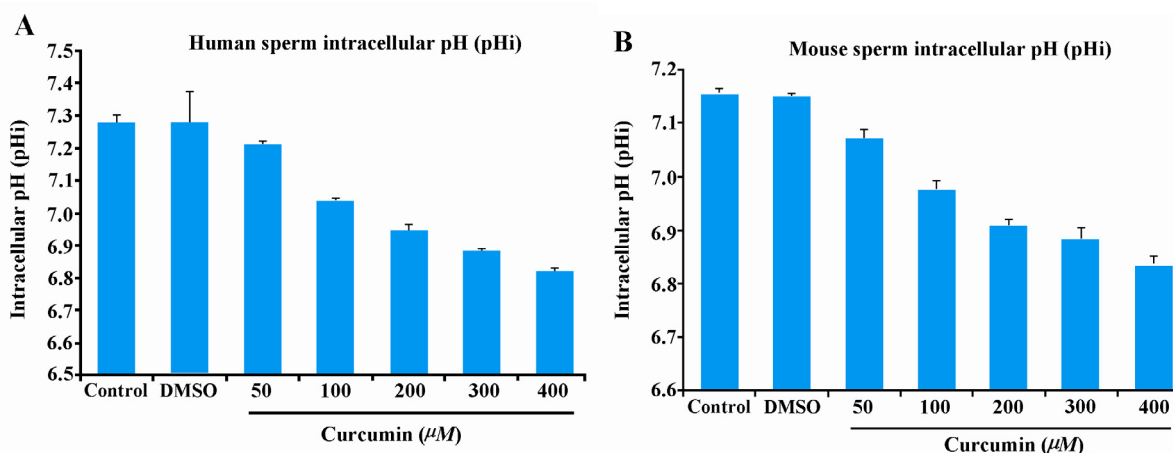 A
Human sperm intracellular pH (pHi)
Intracellular pH (pHi)
7.5
7.4
7.3
7.2
7.1
7.0
6.9
6.8
6.7
6.6
6.5
Control DMSO 50 100 200 300 400
Curcumin (μM)
B
Mouse sperm intracellular pH (pHi)
Intracellular pH (pHi)
7.2
7.1
7.0
6.9
6.8
6.6
Control DMSO 50 100 200 300 400
Curcumin (μM)